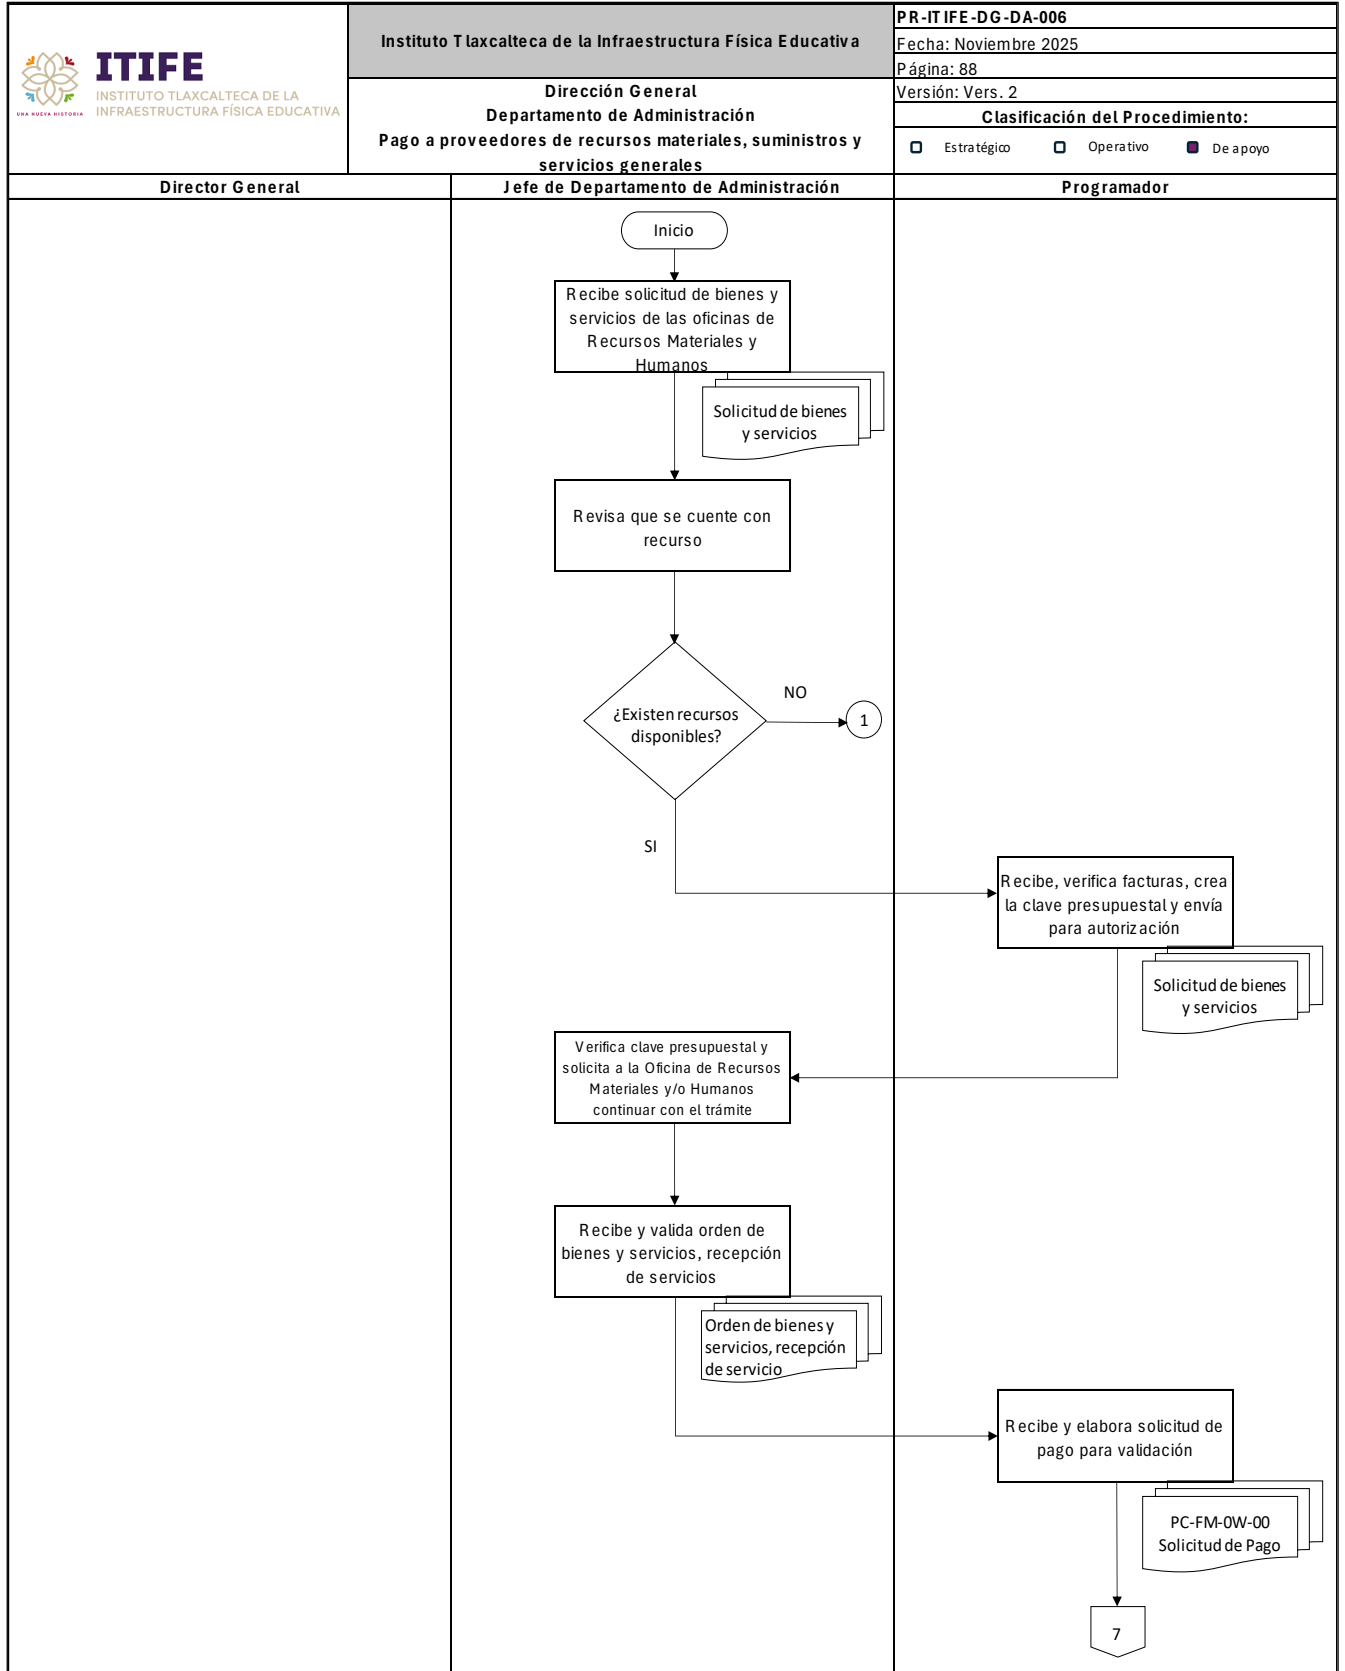 ITIFE
INSTITUTO TLAXCALTECA DE LA
INFRAESTRUCTURA FÍSICA EDUCATIVA
UNA NUEVA HISTORIA
Instituto Tlaxcalteca de la Infraestructura Física Educativa
Dirección General
Departamento de Administración
Pago a proveedores de recursos materiales, suministros y
servicios generales
PR-ITIFE-DG-DA-006
Fecha: Noviembre 2025
Página: 88
Versión: Vers. 2
Clasificación del Procedimiento:
Estratégico Operativo De apoyo
Director General
Jefe de Departamento de Administración
Programador
Inicio
Recibe solicitud de bienes y
servicios de las oficinas de
Recursos Materiales y
Humanos
Solicitud de bienes
y servicios
Revisa que se cuente con
recurso
¿Existen recursos
disponibles?
NO
1
SI
Recibe, verifica facturas, crea
la clave presupuestal y envía
para autorización
Solicitud de bienes
y servicios
Verifica clave presupuestal y
solicita a la Oficina de Recursos
Materiales y/o Humanos
continuar con el trámite
Recibe y valida orden de
bienes y servicios, recepción
de servicios
Orden de bienes y
servicios, recepción
de servicio
Recibe y elabora solicitud de
pago para validación
PC-FM-0W-00
Solicitud de Pago
7